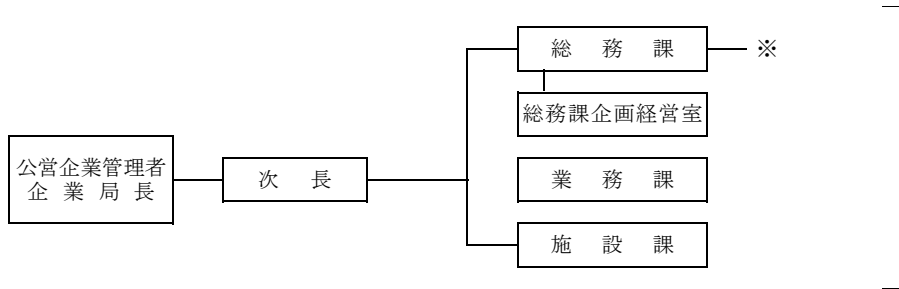 総務課
※
総務課企画経営室
公営企業管理者
企業局長
次長
業務課
施設課